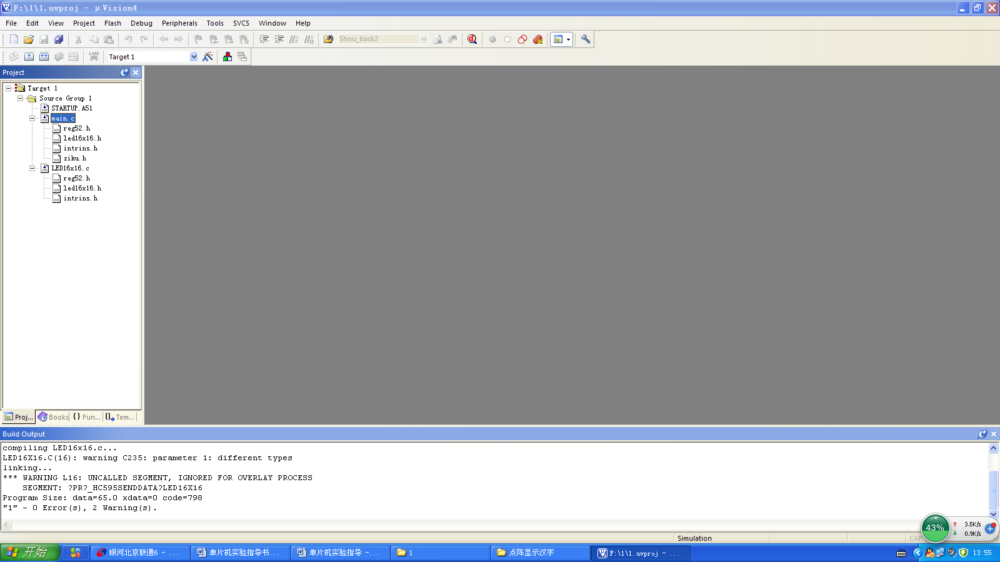 F:\1\1.uvproj - μVision4
File Edit View Project Flash Debug Peripherals Tools SVCS Window Help
Shou_back2
LOAD Target 1
Project
Target 1
Source Group 1
STARTUP.A51
main.c
reg52.h
led16x16.h
intrins.h
ziku.h
LED16x16.c
reg52.h
led16x16.h
intrins.h
Proj... Books {} Fun... Tem...
Build Output
compiling LED16x16.c...
LED16X16.C(16): warning C235: parameter 1: different types
linking...
*** WARNING L16: UNCALLED SEGMENT, IGNORED FOR OVERLAY PROCESS
SEGMENT: ?PR?_HC595SENDDATA?LED16X16
Program Size: data=65.0 xdata=0 code=798
"1" - 0 Error(s), 2 Warning(s).
43% 3.5K/s
0.9K/s
Simulation CAP
开始 银河北京联通6 - ... 单片机实验指导书... 单片机实验指导 -... 1 点阵显示汉字 F:\1\1.uvproj - ... 13:55